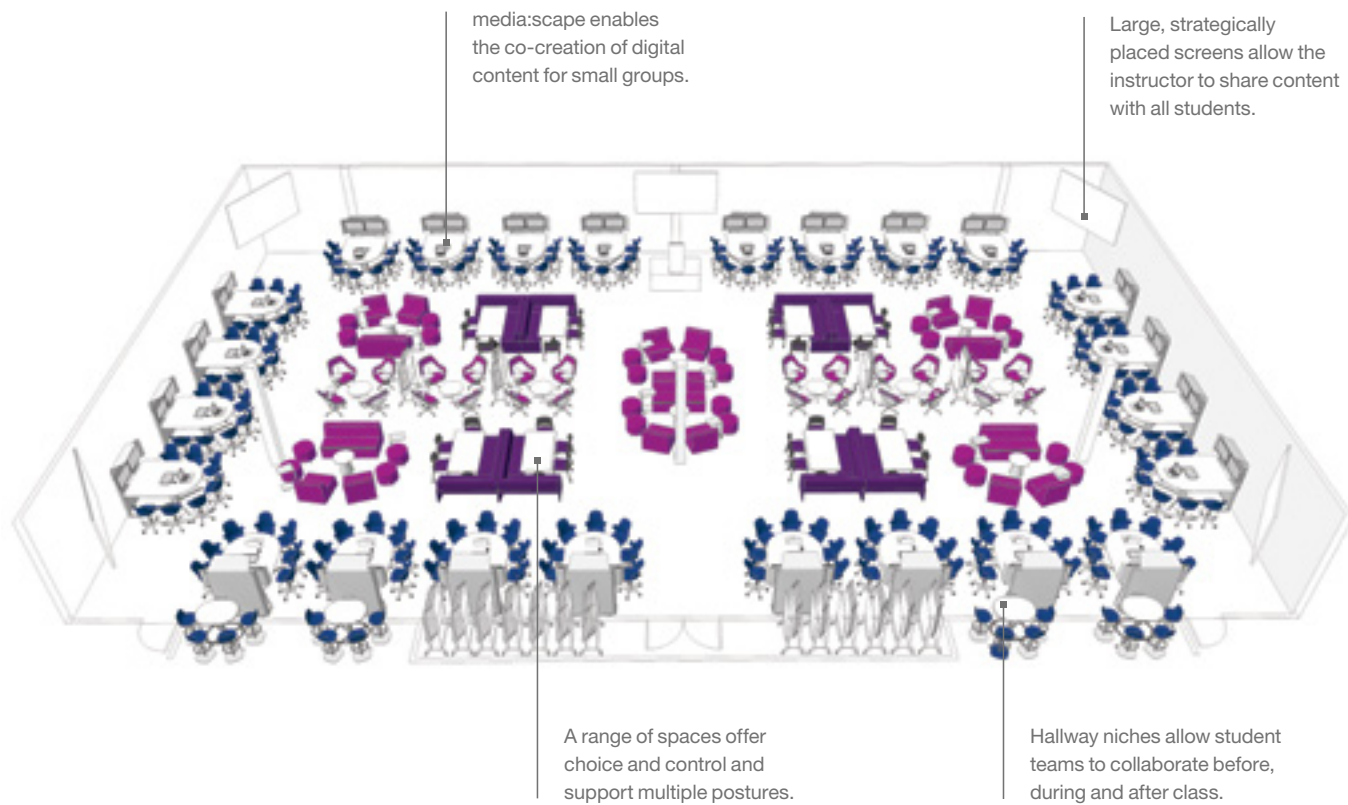 media:scape enables
the co-creation of digital
content for small groups.
Large, strategically
placed screens allow the
instructor to share content
with all students.
A range of spaces offer
choice and control and
support multiple postures.
Hallway niches allow student
teams to collaborate before,
during and after class.